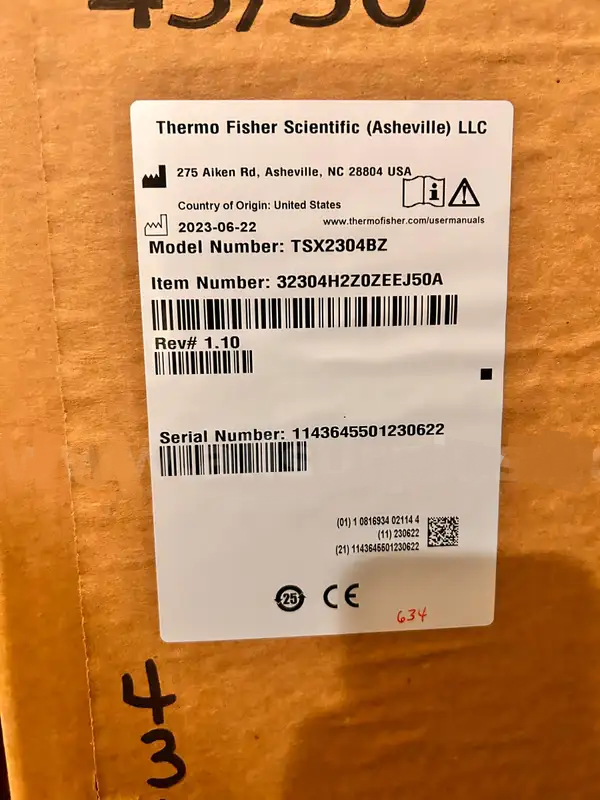 45/50
Thermo Fisher Scientific (Asheville) LLC
275 Aiken Rd, Asheville, NC 28804 USA
Country of Origin: United States
www.thermofisher.com/usermanuals
2023-06-22
Model Number: TSX2304BZ
Item Number: 32304H2Z0ZEEJ50A
Rev# 1.10
Serial Number: 1143645501230622
(01) 1 0816934 02114 4
(11) 230622
(21) 1143645501230622
25
CE
634
4
3